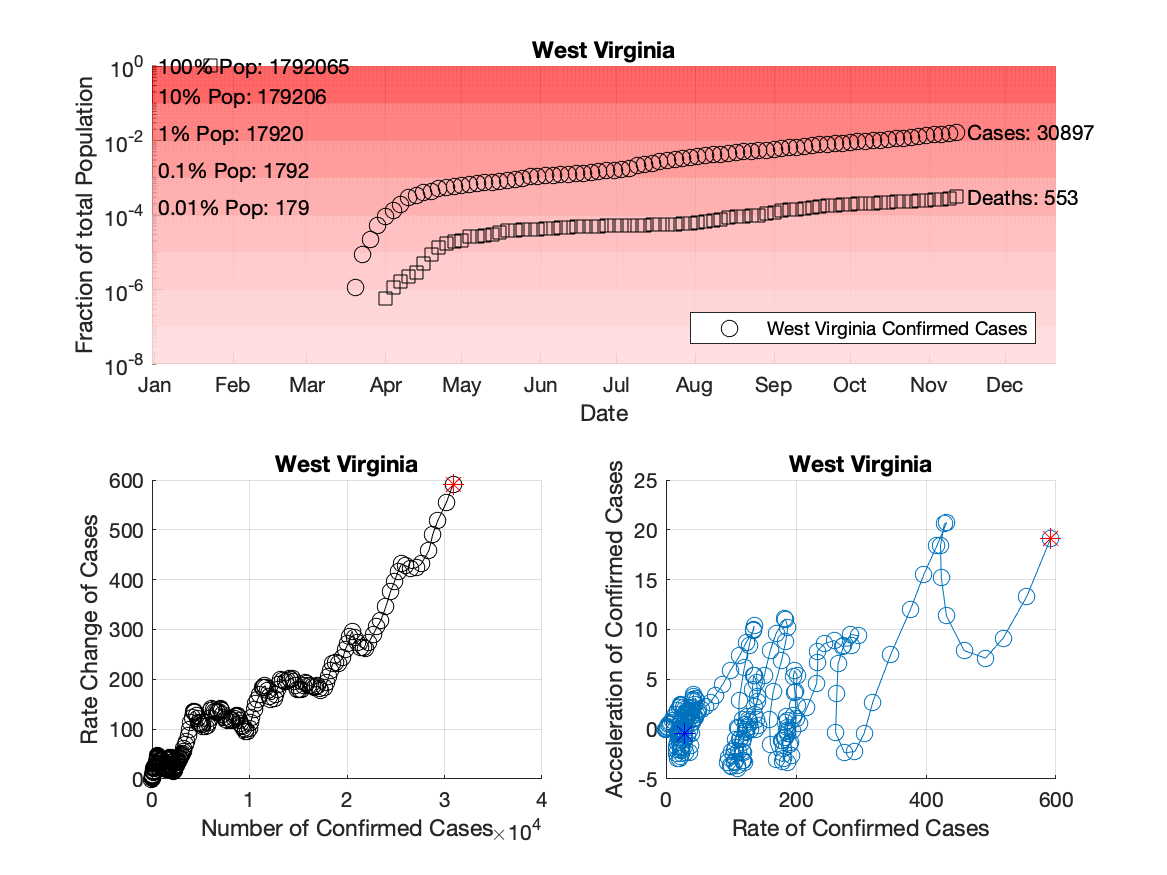 West Virginia
10^0
10^-2
10^-4
10^-6
10^-8
Fraction of total Population
100% Pop: 1792065
10% Pop: 179206
1% Pop: 17920
0.1% Pop: 1792
0.01% Pop: 179
Cases: 30897
Deaths: 553
West Virginia Confirmed Cases
Jan Feb Mar Apr May Jun Jul Aug Sep Oct Nov Dec
Date
West Virginia
600
500
400
300
200
100
0
Rate Change of Cases
0 1 2 3 4
Number of Confirmed Cases
×10^4
West Virginia
25
20
15
10
5
0
-5
Acceleration of Confirmed Cases
0 200 400 600
Rate of Confirmed Cases